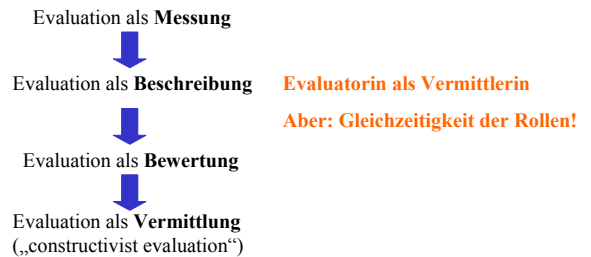 Evaluation als Messung
Evaluation als Beschreibung
Evaluatorin als Vermittlerin
Aber: Gleichzeitigkeit der Rollen!
Evaluation als Bewertung
Evaluation als Vermittlung
(„constructivist evaluation“)